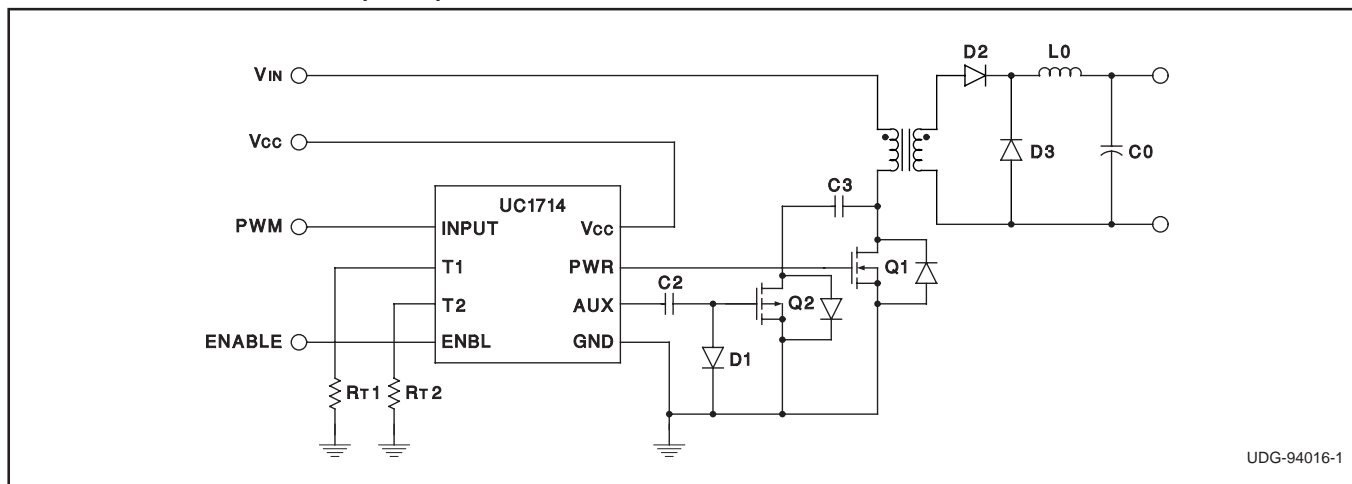 D2
L0
VIN
D3
C0
VCC
C3
UC1714
PWM
INPUT
VCC
T1
PWR
Q1
C2
T2
AUX
Q2
ENABLE
ENBL
GND
D1
RT1
RT2
UDG-94016-1